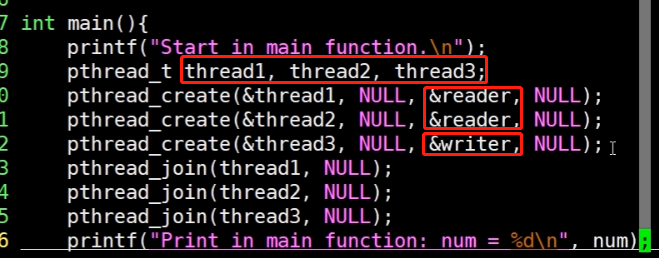 7 int main(){
8 printf("Start in main function.\n");
9 pthread_t thread1, thread2, thread3;
0 pthread_create(&thread1, NULL, &reader, NULL);
1 pthread_create(&thread2, NULL, &reader, NULL);
2 pthread_create(&thread3, NULL, &writer, NULL);
3 pthread_join(thread1, NULL);
4 pthread_join(thread2, NULL);
5 pthread_join(thread3, NULL);
6 printf("Print in main function: num = %d\n", num);